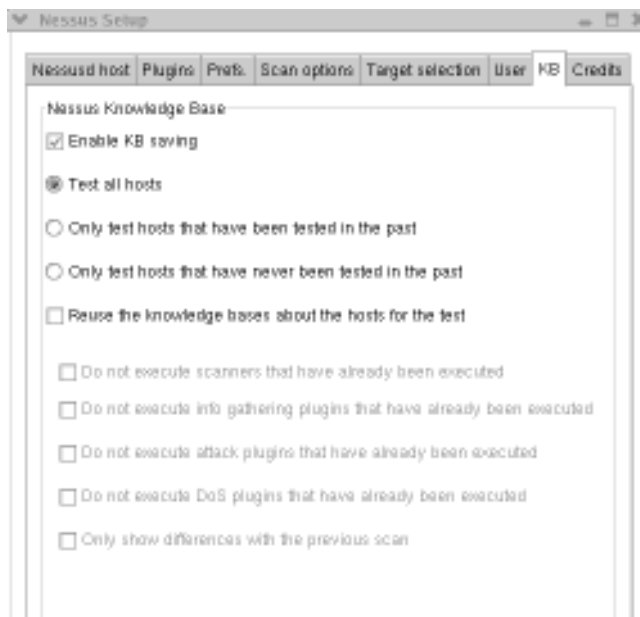 Nessus Setup
Nessusd host Plugins Prefs. Scan options Target selection User KB Credits
Nessus Knowledge Base
Enable KB saving
Test all hosts
Only test hosts that have been tested in the past
Only test hosts that have never been tested in the past
Reuse the knowledge bases about the hosts for the test
Do not execute scanners that have already been executed
Do not execute info gathering plugins that have already been executed
Do not execute attack plugins that have already been executed
Do not execute DoS plugins that have already been executed
Only show differences with the previous scan